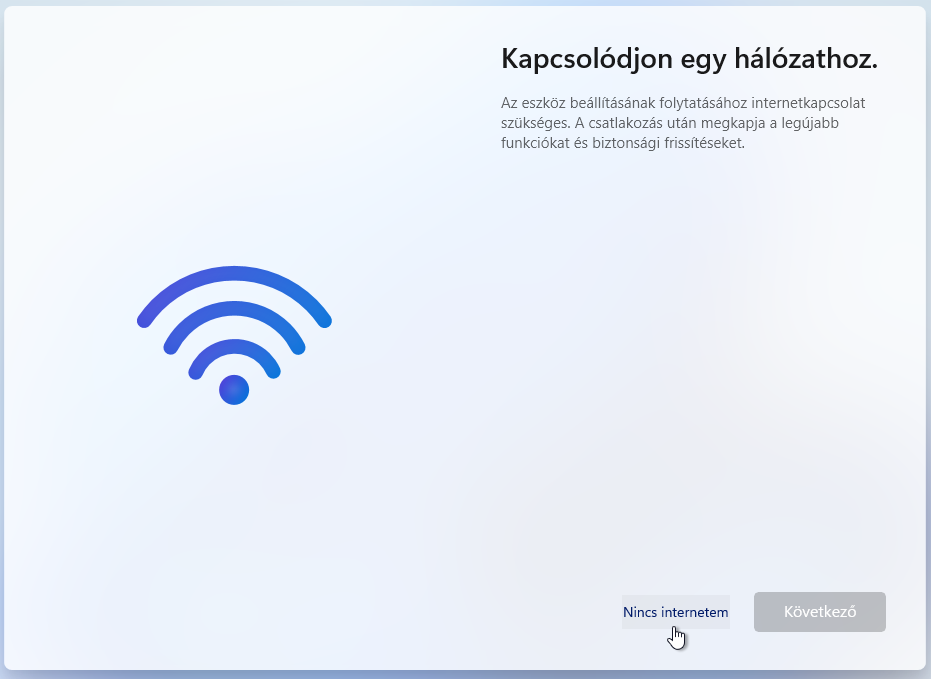 Kapcsolódjon egy hálózathoz.
Az eszköz beállításának folytatásához internetkapcsolat
szükséges. A csatlakozás után megkapja a legújabb
funkciókat és biztonsági frissítéseket.
Nincs internetem
Következő